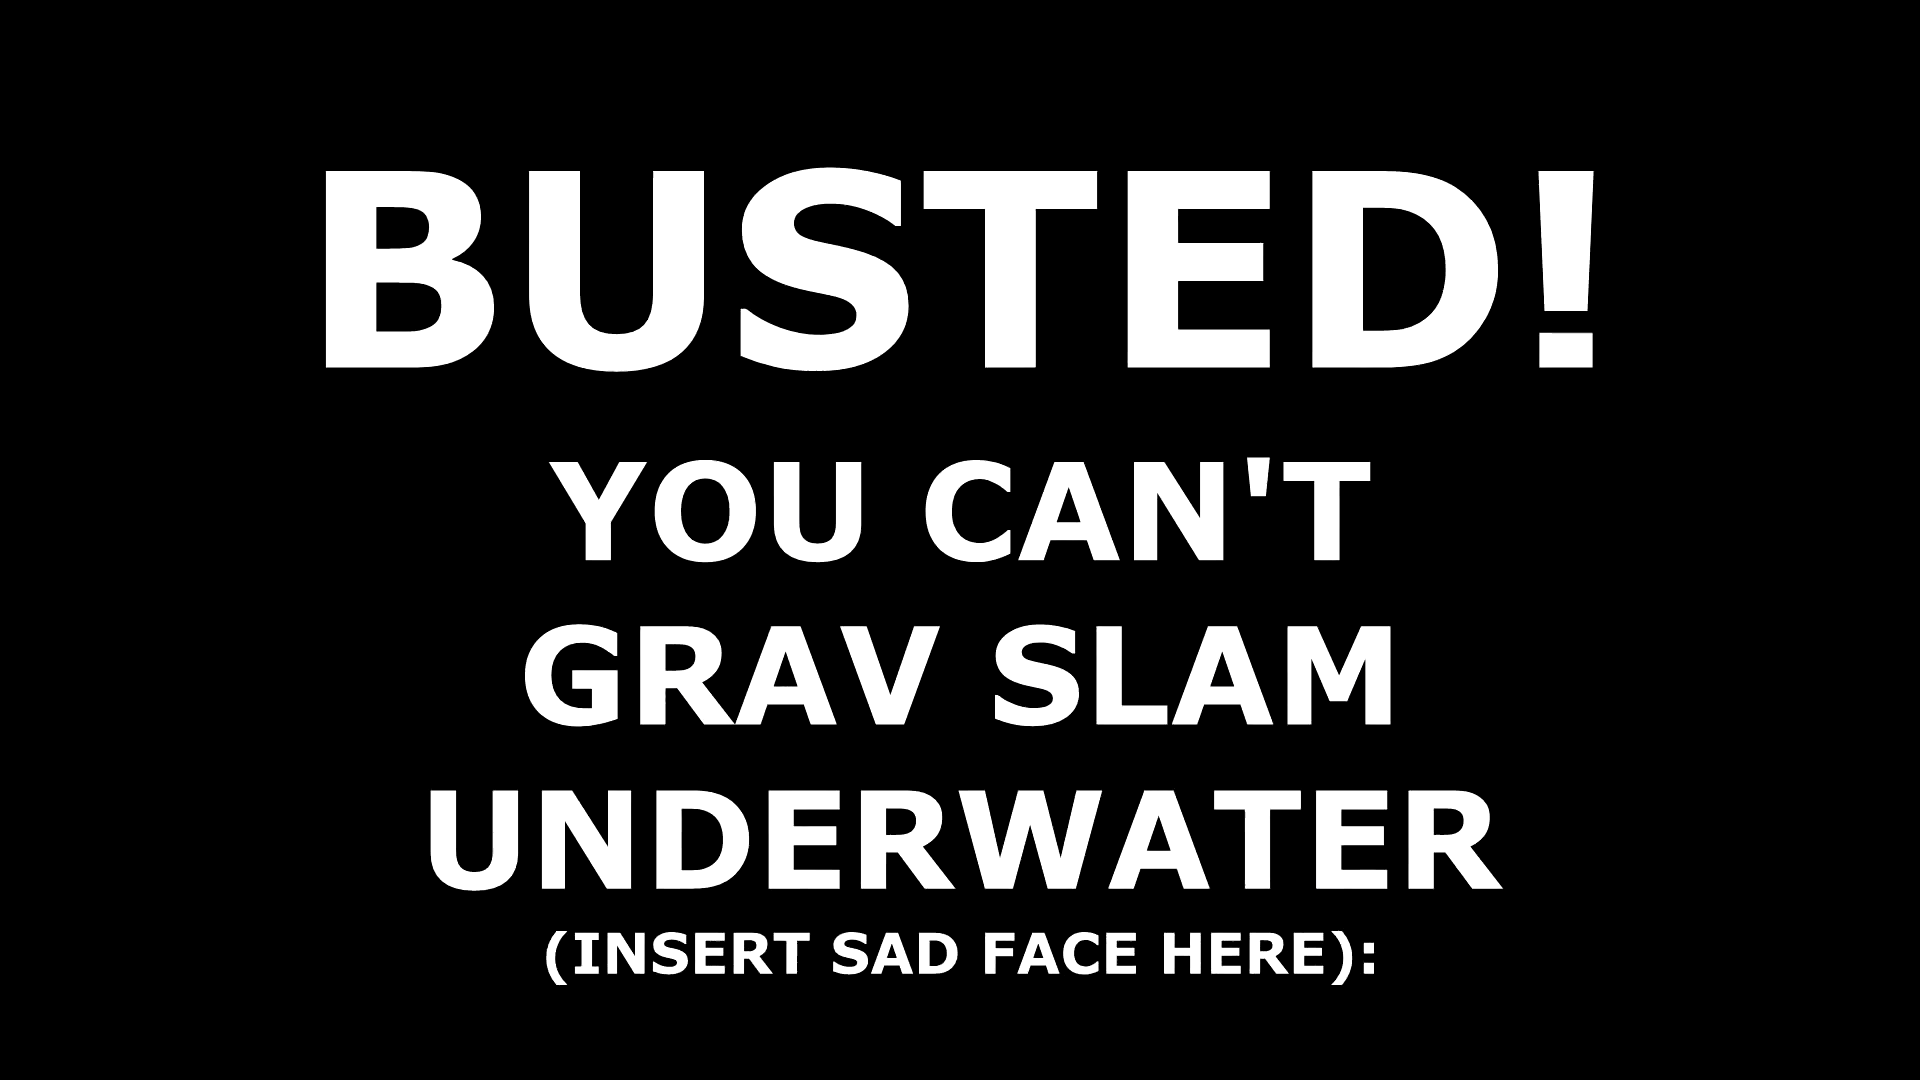 BUSTED!
YOU CAN'T
GRAV SLAM
UNDERWATER
(INSERT SAD FACE HERE):